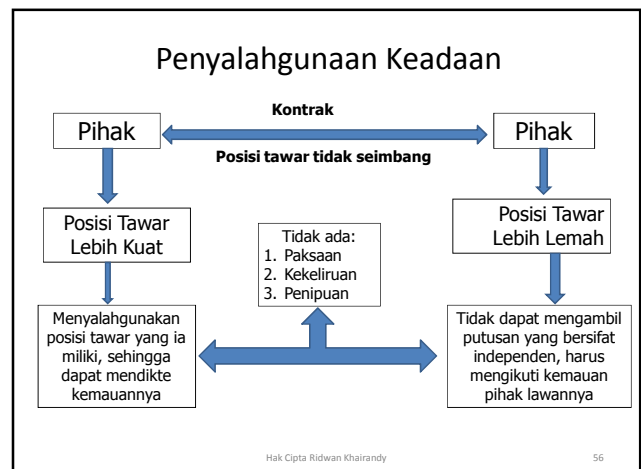 Penyalahgunaan Keadaan
Kontrak
Pihak
Pihak
Posisi tawar tidak seimbang
Posisi Tawar
Lebih Kuat
Posisi Tawar
Lebih Lemah
Tidak ada:
1. Paksaan
2. Kekeliruan
3. Penipuan
Menyalahgunakan
posisi tawar yang ia
miliki, sehingga
dapat mendikte
kemauannya
Tidak dapat mengambil
putusan yang bersifat
independen, harus
mengikuti kemauan
pihak lawannya
Hak Cipta Ridwan Khairandy
56